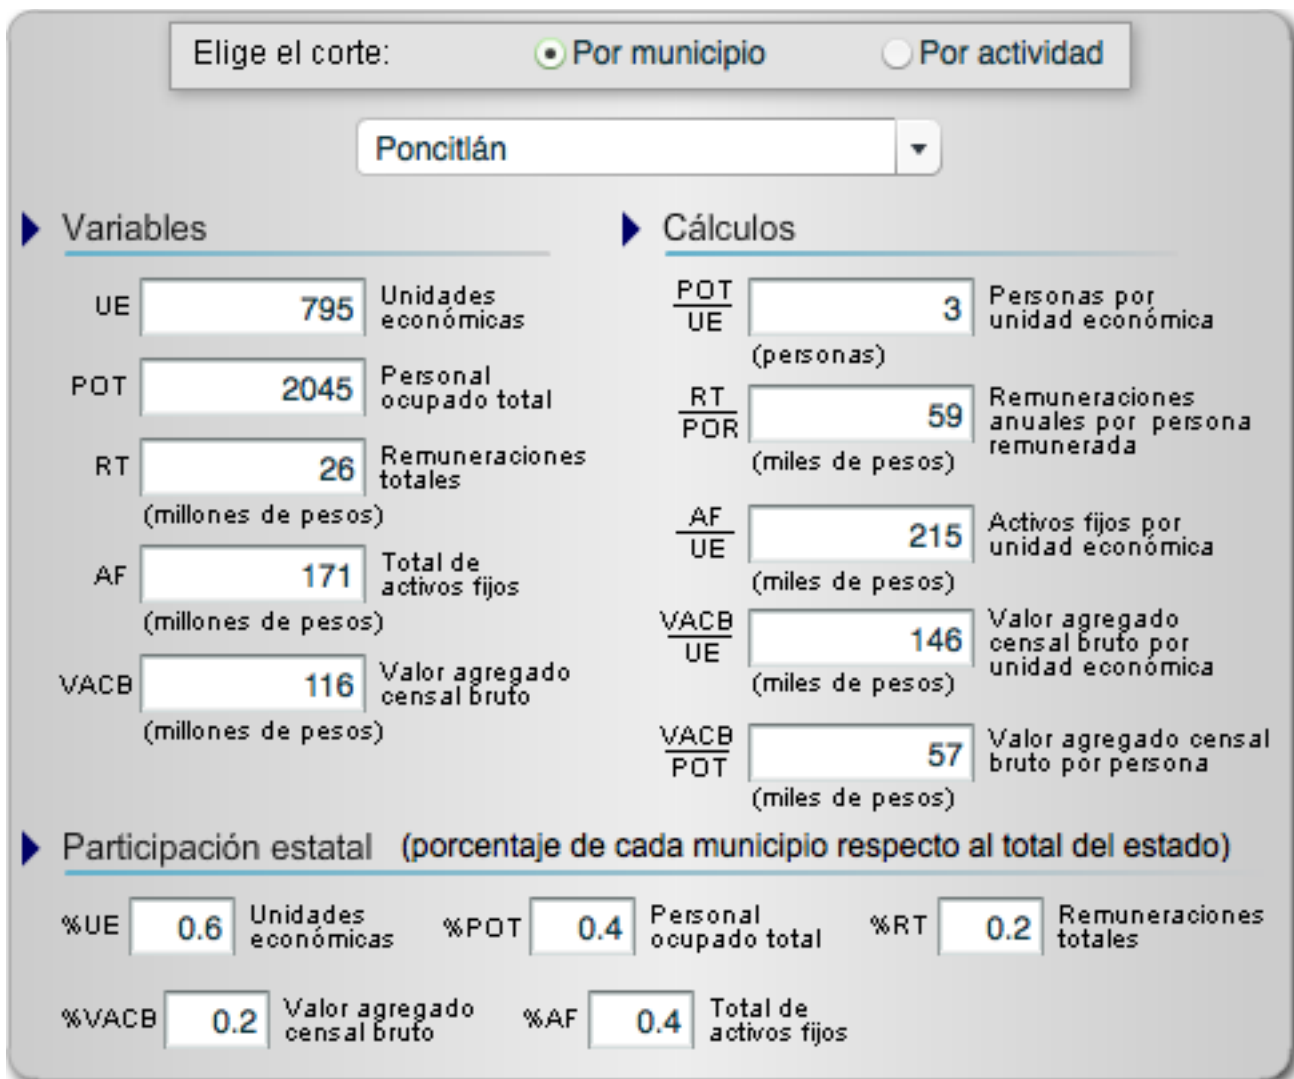 Elige el corte: Por municipio Por actividad
Poncitlán
Variables
UE 795 Unidades
económicas
POT 2045 Personal
ocupado total
RT 26 Remuneraciones
totales
(millones de pesos)
AF 171 Total de
activos fijos
(millones de pesos)
VACB 116 Valor agregado
censal bruto
(millones de pesos)
Cálculos
POT
UE
3 Personas por
unidad económica
(personas)
RT
POR
59 Remuneraciones
anuales por persona
remunerada
(miles de pesos)
AF
UE
215 Activos fijos por
unidad económica
(miles de pesos)
VACB
UE
146 Valor agregado
censal bruto por
unidad económica
(miles de pesos)
VACB
POT
57 Valor agregado censal
bruto por persona
(miles de pesos)
Participación estatal (porcentaje de cada municipio respecto al total del estado)
%UE 0.6 Unidades
económicas
%POT 0.4 Personal
ocupado total
%RT 0.2 Remuneraciones
totales
%VACB 0.2 Valor agregado
censal bruto
%AF 0.4 Total de
activos fijos